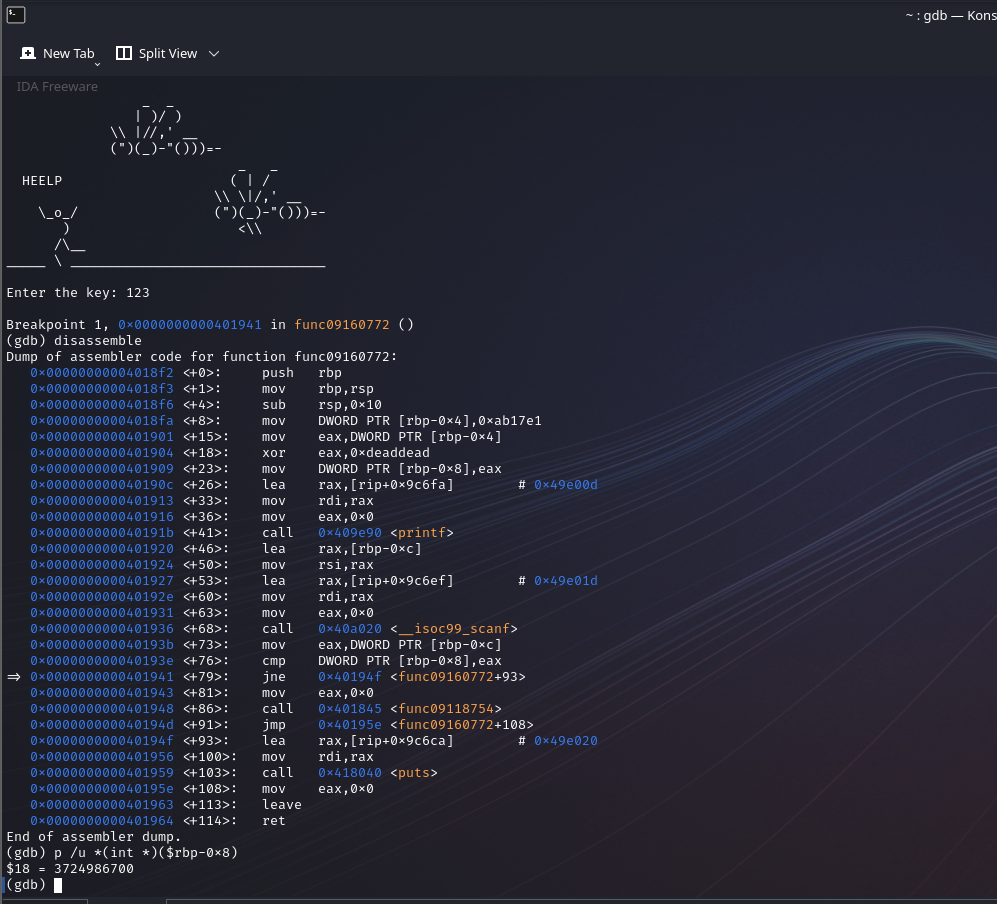 ~ : gdb — Kons
New Tab Split View
IDA Freeware
                 _  _
                | )/ )
             \\ |//,' __
             (")(_)-"()))=-
                             _   _
  HEELP                     ( | /
                          \\ \|/,' __
    \_o_/                 (")(_)-"()))=-
       )                     <\\
      /\__
_____ \ ________________________________
Enter the key: 123
Breakpoint 1, 0x0000000000401941 in func09160772 ()
(gdb) disassemble
Dump of assembler code for function func09160772:
   0x00000000004018f2 <+0>:     push   rbp
   0x00000000004018f3 <+1>:     mov    rbp,rsp
   0x00000000004018f6 <+4>:     sub    rsp,0x10
   0x00000000004018fa <+8>:     mov    DWORD PTR [rbp-0x4],0xab17e1
   0x0000000000401901 <+15>:    mov    eax,DWORD PTR [rbp-0x4]
   0x0000000000401904 <+18>:    xor    eax,0xdeaddead
   0x0000000000401909 <+23>:    mov    DWORD PTR [rbp-0x8],eax
   0x000000000040190c <+26>:    lea    rax,[rip+0x9c6fa]        # 0x49e00d
   0x0000000000401913 <+33>:    mov    rdi,rax
   0x0000000000401916 <+36>:    mov    eax,0x0
   0x000000000040191b <+41>:    call   0x409e90 <printf>
   0x0000000000401920 <+46>:    lea    rax,[rbp-0xc]
   0x0000000000401924 <+50>:    mov    rsi,rax
   0x0000000000401927 <+53>:    lea    rax,[rip+0x9c6ef]        # 0x49e01d
   0x000000000040192e <+60>:    mov    rdi,rax
   0x0000000000401931 <+63>:    mov    eax,0x0
   0x0000000000401936 <+68>:    call   0x40a020 <__isoc99_scanf>
   0x000000000040193b <+73>:    mov    eax,DWORD PTR [rbp-0xc]
   0x000000000040193e <+76>:    cmp    DWORD PTR [rbp-0x8],eax
=> 0x0000000000401941 <+79>:    jne    0x40194f <func09160772+93>
   0x0000000000401943 <+81>:    mov    eax,0x0
   0x0000000000401948 <+86>:    call   0x401845 <func09118754>
   0x000000000040194d <+91>:    jmp    0x40195e <func09160772+108>
   0x000000000040194f <+93>:    lea    rax,[rip+0x9c6ca]        # 0x49e020
   0x0000000000401956 <+100>:   mov    rdi,rax
   0x0000000000401959 <+103>:   call   0x418040 <puts>
   0x000000000040195e <+108>:   mov    eax,0x0
   0x0000000000401963 <+113>:   leave
   0x0000000000401964 <+114>:   ret
End of assembler dump.
(gdb) p /u *(int *)($rbp-0x8)
$18 = 3724986700
(gdb)